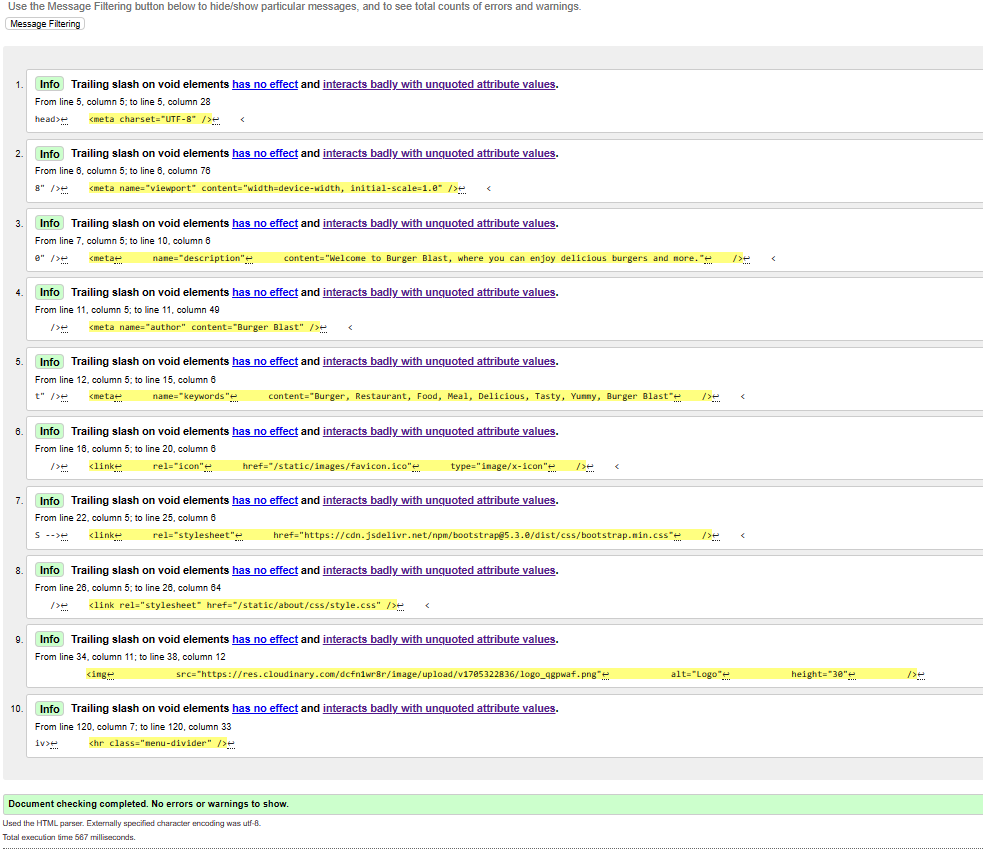 Use the Message Filtering button below to hide/show particular messages, and to see total counts of errors and warnings.
Message Filtering
1. Info Trailing slash on void elements has no effect and interacts badly with unquoted attribute values.
From line 5, column 5; to line 5, column 28
head>↩ <meta charset="UTF-8" />↩ <
2. Info Trailing slash on void elements has no effect and interacts badly with unquoted attribute values.
From line 6, column 5; to line 6, column 76
8" />↩ <meta name="viewport" content="width=device-width, initial-scale=1.0" />↩ <
3. Info Trailing slash on void elements has no effect and interacts badly with unquoted attribute values.
From line 7, column 5; to line 10, column 6
0" />↩ <meta↩ name="description"↩ content="Welcome to Burger Blast, where you can enjoy delicious burgers and more."↩ />↩ <
4. Info Trailing slash on void elements has no effect and interacts badly with unquoted attribute values.
From line 11, column 5; to line 11, column 49
/>↩ <meta name="author" content="Burger Blast" />↩ <
5. Info Trailing slash on void elements has no effect and interacts badly with unquoted attribute values.
From line 12, column 5; to line 15, column 6
t" />↩ <meta↩ name="keywords"↩ content="Burger, Restaurant, Food, Meal, Delicious, Tasty, Yummy, Burger Blast"↩ />↩ <
6. Info Trailing slash on void elements has no effect and interacts badly with unquoted attribute values.
From line 16, column 5; to line 20, column 6
/>↩ <link↩ rel="icon"↩ href="/static/images/favicon.ico"↩ type="image/x-icon"↩ />↩ <
7. Info Trailing slash on void elements has no effect and interacts badly with unquoted attribute values.
From line 22, column 5; to line 25, column 6
S -->↩ <link↩ rel="stylesheet"↩ href="https://cdn.jsdelivr.net/npm/bootstrap@5.3.0/dist/css/bootstrap.min.css"↩ />↩ <
8. Info Trailing slash on void elements has no effect and interacts badly with unquoted attribute values.
From line 26, column 5; to line 26, column 64
/>↩ <link rel="stylesheet" href="/static/about/css/style.css" />↩ <
9. Info Trailing slash on void elements has no effect and interacts badly with unquoted attribute values.
From line 34, column 11; to line 38, column 12
<img↩ src="https://res.cloudinary.com/dcfn1wr8r/image/upload/v1705322836/logo_qgpwaf.png"↩ alt="Logo"↩ height="30"↩ />↩
10. Info Trailing slash on void elements has no effect and interacts badly with unquoted attribute values.
From line 120, column 7; to line 120, column 33
iv>↩ <hr class="menu-divider" />↩
Document checking completed. No errors or warnings to show.
Used the HTML parser. Externally specified character encoding was utf-8.
Total execution time 567 milliseconds.